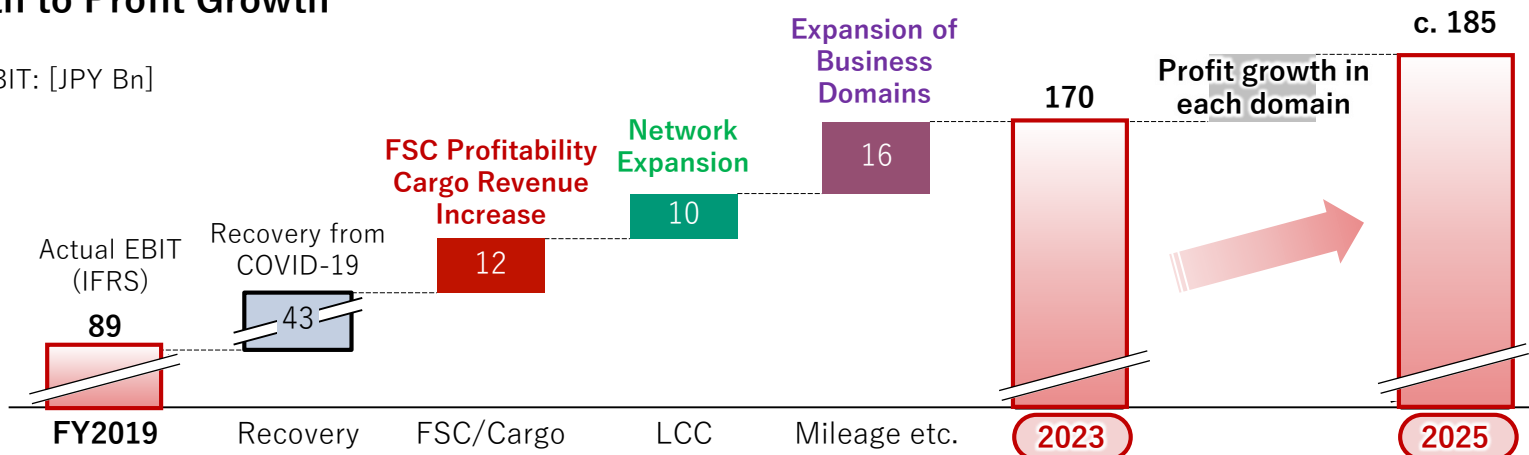 to Profit Growth
[JPY Bn]
Actual EBIT
(IFRS)
89
Recovery from
COVID-19
43
FSC Profitability
Cargo Revenue
Increase
12
Network
Expansion
10
Expansion of
Business
Domains
16
170
Profit growth in
each domain
c. 185
FY2019
Recovery
FSC/Cargo
LCC
Mileage etc.
2023
2025